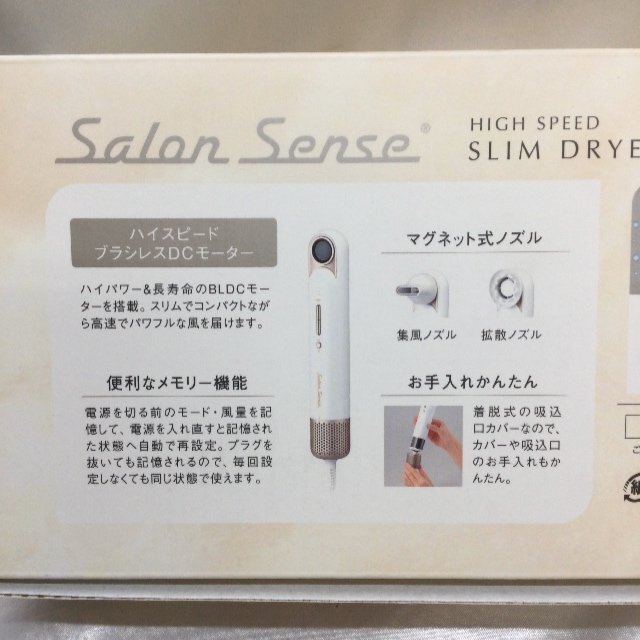 Salon Sense®
HIGH SPEED
SLIM DRYE
ハイスピード
ブラシレスDCモーター
ハイパワー&長寿命のBLDCモー
ターを搭載。スリムでコンパクトなが
ら高速でパワフルな風を届けます。
便利なメモリー機能
電源を切る前のモード・風量を記
憶して、電源を入れ直すと記憶され
た状態へ自動で再設定。プラグを
抜いても記憶されるので、毎回設
定しなくても同じ状態で使えます。
Salon Sense
マグネット式ノズル
集風ノズル
拡散ノズル
お手入れかんたん
着脱式の吸込
口カバーなので、
カバーや吸込口
のお手入れもか
んたん。